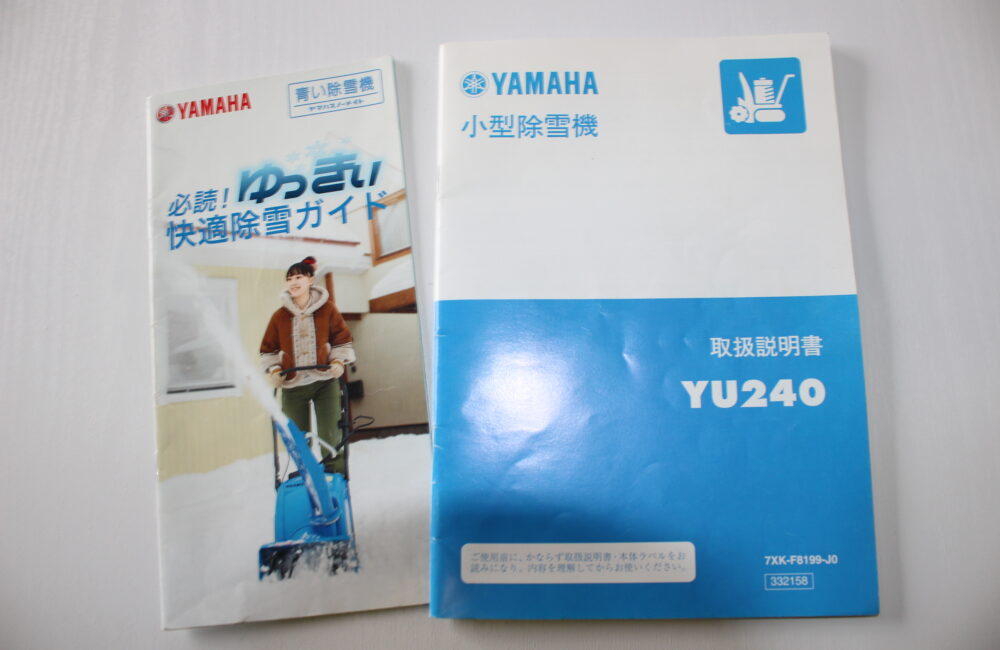 YAMAHA
青い除雪機
ヤマハスノーメイト
必読！ゆっきぃ
快適除雪ガイド
YAMAHA
小型除雪機
取扱説明書
YU240
ご使用前に、かならず取扱説明書・本体ラベルをお
読みになり、内容を理解してからお使いください。
7XK-F8199-J0
332158